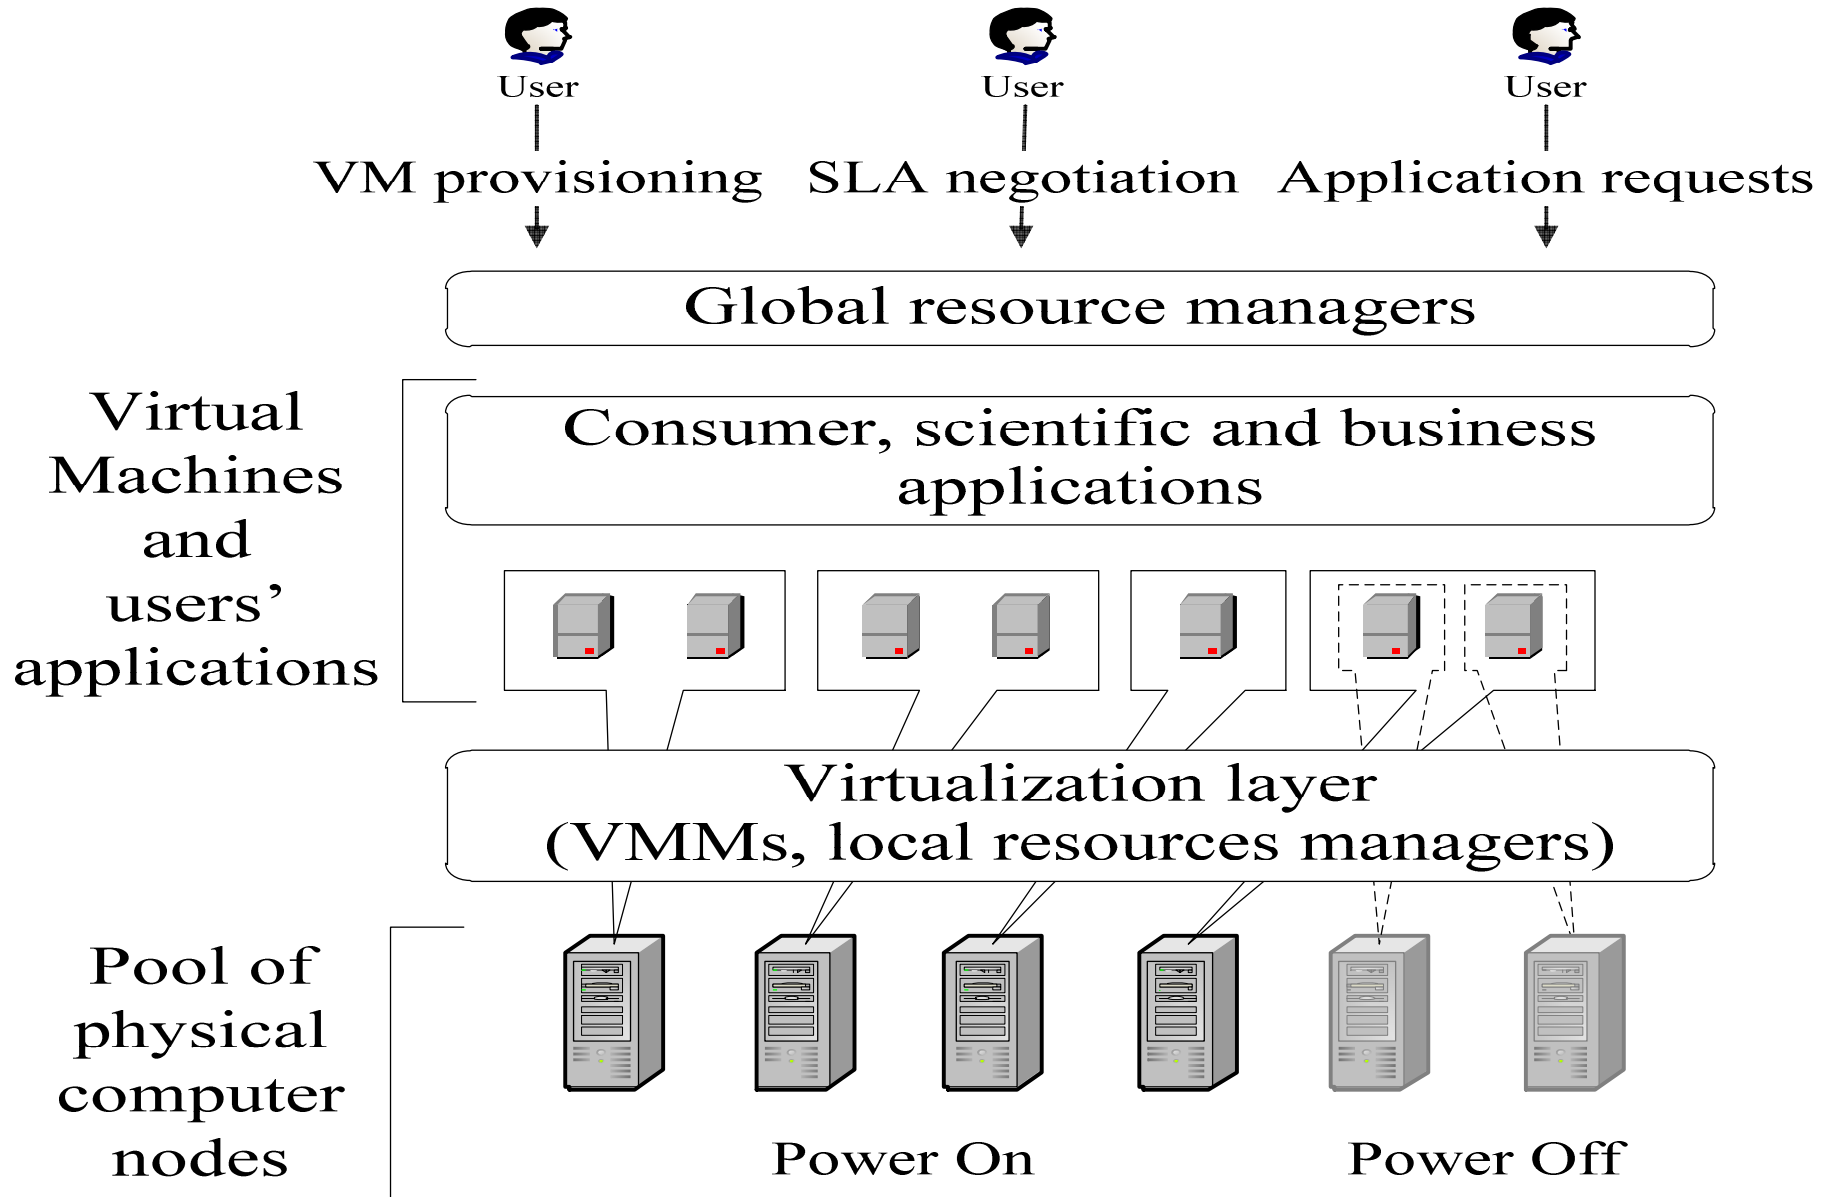 User
User
User
VM provisioning
SLA negotiation
Application requests
Global resource managers
Virtual
Machines
and
users’
applications
Consumer, scientific and business
applications
Virtualization layer
(VMMs, local resources managers)
Pool of
physical
computer
nodes
Power On
Power Off